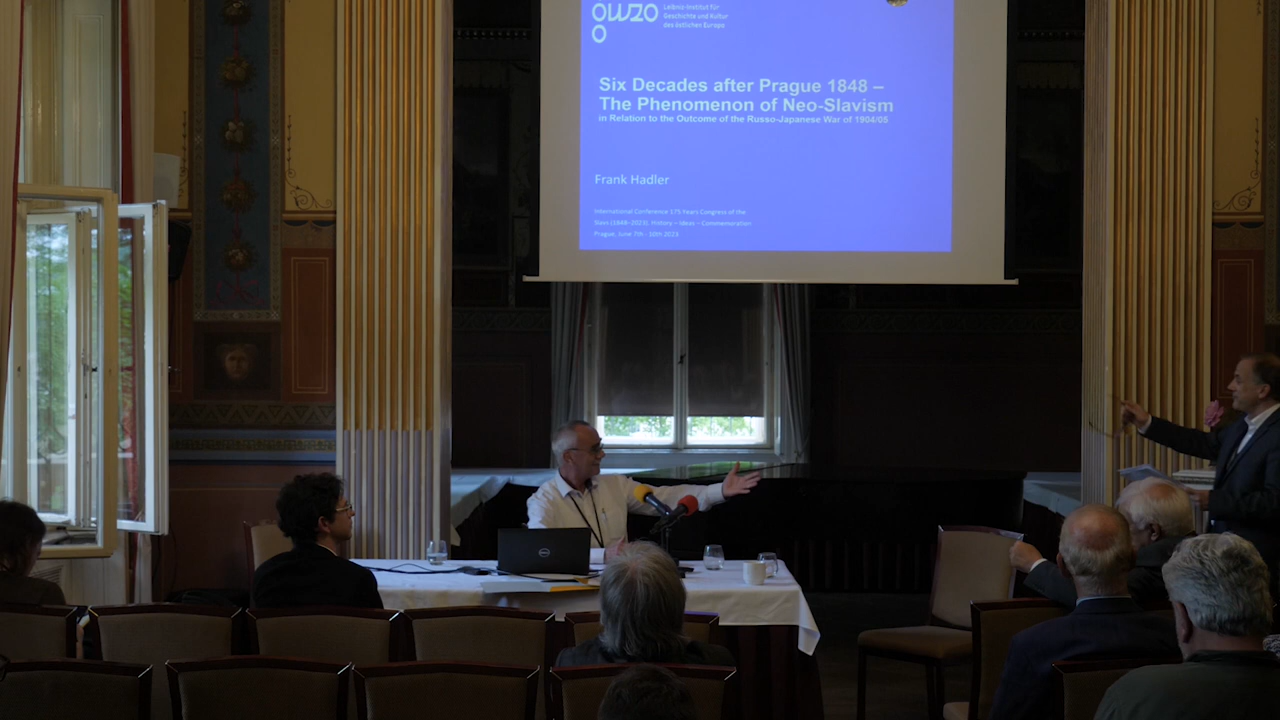 owzo
o
Leibniz-Institut für
Geschichte und Kultur
des östlichen Europa
Six Decades after Prague 1848 –
The Phenomenon of Neo-Slavism
in Relation to the Outcome of the Russo-Japanese War of 1904/05
Frank Hadler
International Conference 175 Years Congress of the
Slavs (1848–2023). History – Ideas – Commemoration
Prague, June 7th - 10th 2023
DELL